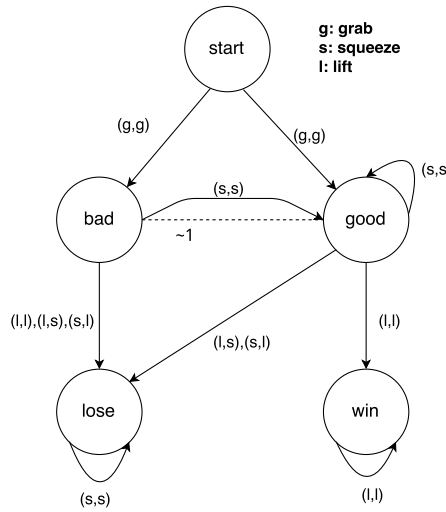 start
g: grab
s: squeeze
l: lift
(g,g)
(g,g)
(s,s)
(s,s
bad
good
~1
(l,l),(l,s),(s,l)
(l,s),(s,l)
(l,l)
lose
win
(s,s)
(l,l)